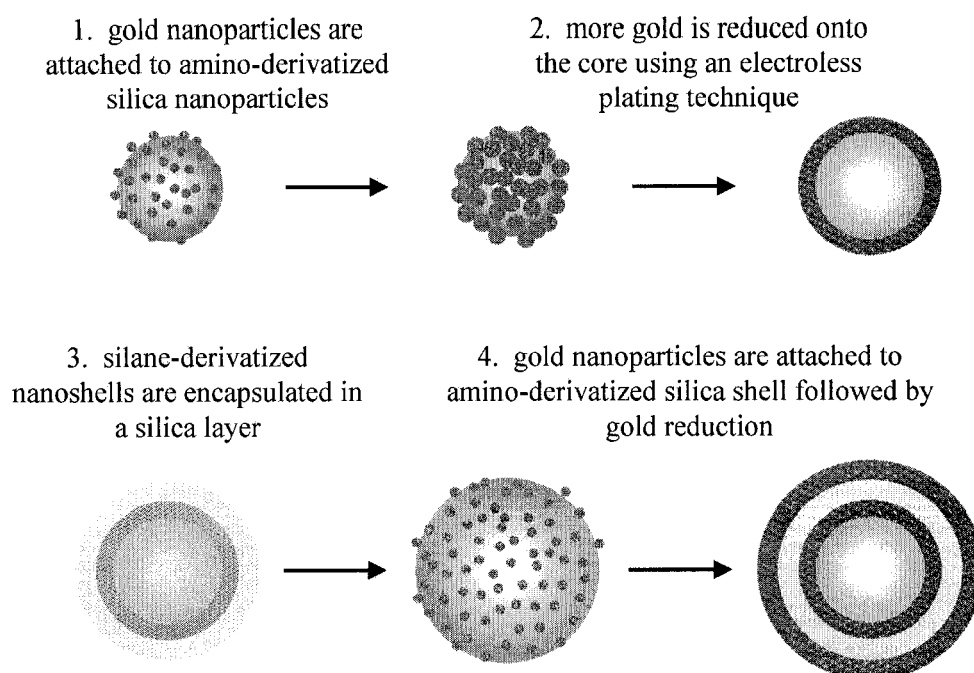 1. gold nanoparticles are
attached to amino-derivatized
silica nanoparticles
2. more gold is reduced onto
the core using an electroless
plating technique
3. silane-derivatized
nanoshells are encapsulated in
a silica layer
4. gold nanoparticles are attached to
amino-derivatized silica shell followed by
gold reduction